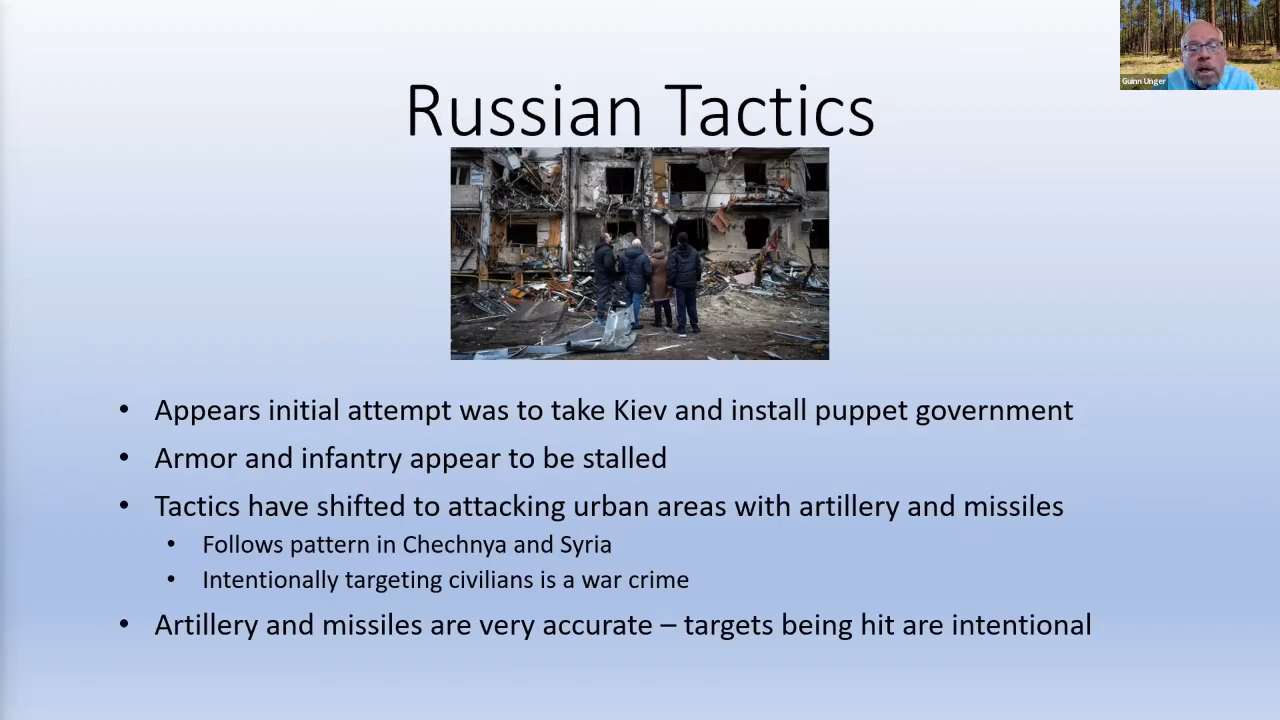 Guinn Unger
Russian Tactics
• Appears initial attempt was to take Kiev and install puppet government
• Armor and infantry appear to be stalled
• Tactics have shifted to attacking urban areas with artillery and missiles
• Follows pattern in Chechnya and Syria
• Intentionally targeting civilians is a war crime
• Artillery and missiles are very accurate – targets being hit are intentional